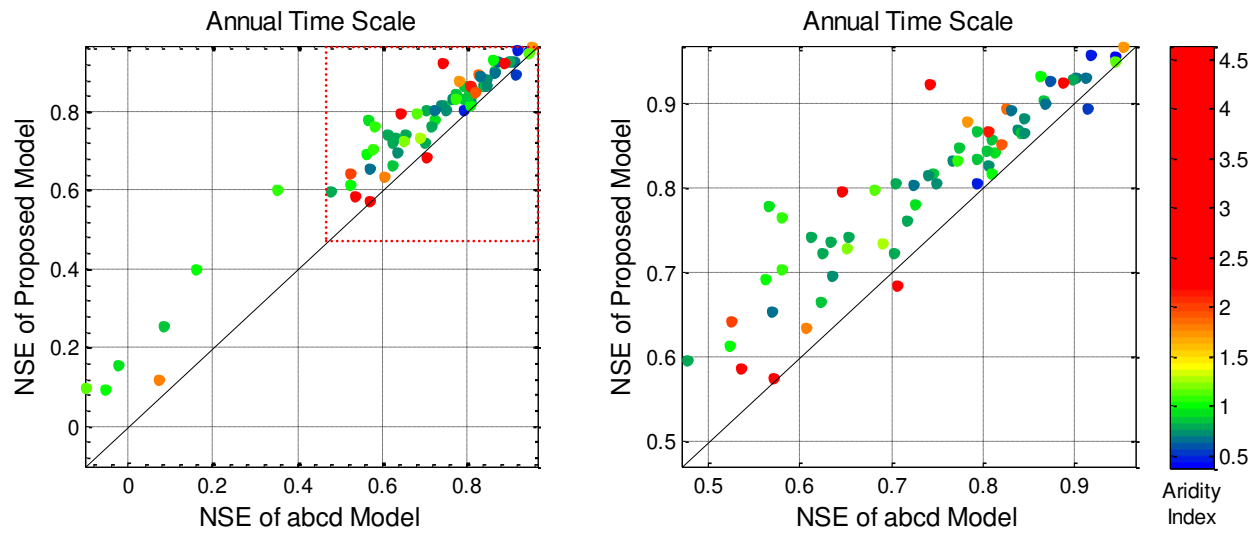 Annual Time Scale
NSE of Proposed Model
0.8
0.6
0.4
0.2
0
0 0.2 0.4 0.6 0.8
NSE of abcd Model
Annual Time Scale
NSE of Proposed Model
0.9
0.8
0.7
0.6
0.5
0.5 0.6 0.7 0.8 0.9
NSE of abcd Model
4.5
4
3.5
3
2.5
2
1.5
1
0.5
Aridity
Index